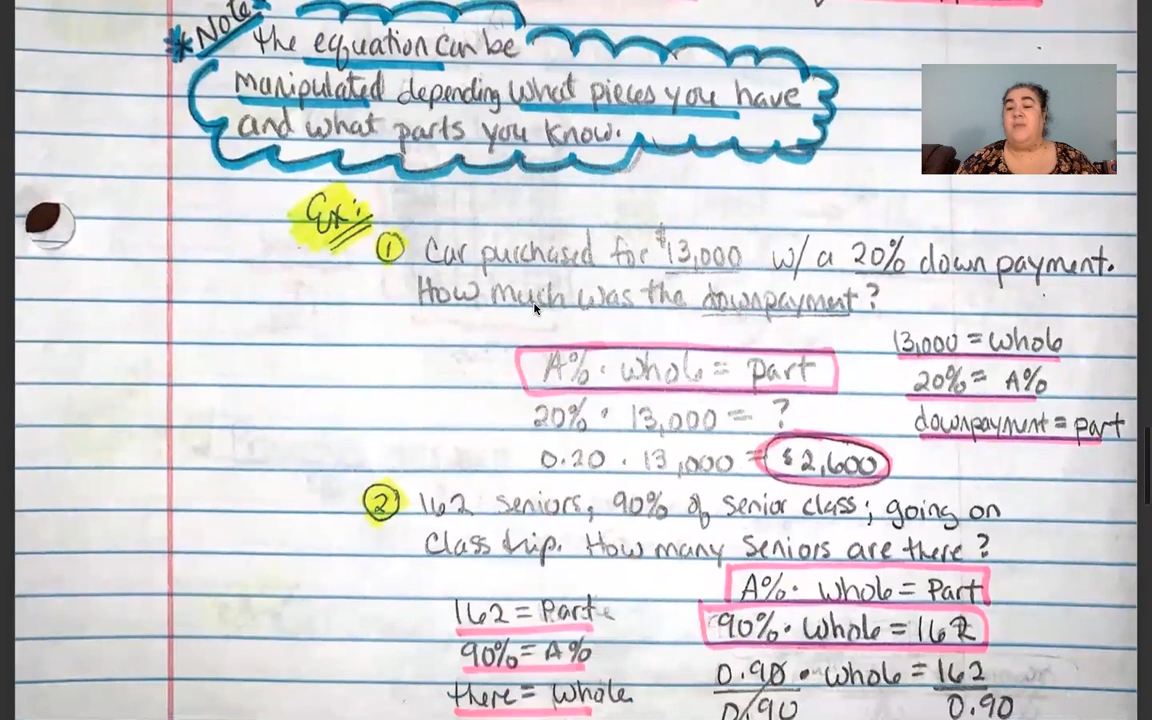 *Note:
The equation can be
manipulated depending what pieces you have
and what parts you know.
Ex:
① Car purchased for $13,000 w/ a 20% down payment.
How much was the downpayment?
A% · whole = part
20% · 13,000 = ?
0.20 · 13,000 = $2,600
13,000 = whole
20% = A%
downpayment = part
② 162 seniors, 90% of senior class; going on
class trip. How many seniors are there?
162 = Part
90% = A%
there = whole
A% · whole = Part
90% · whole = 162
0.90 · whole = 162
0.90 0.90